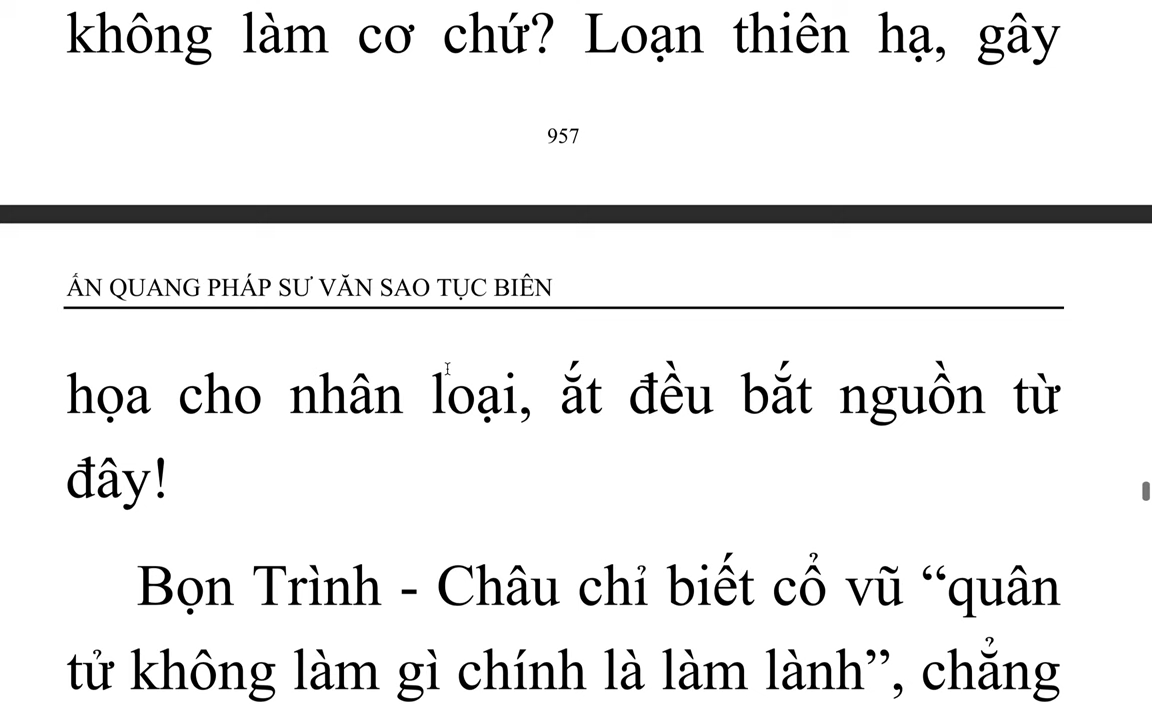 không làm cơ chứ? Loạn thiên hạ, gây
957
ẤN QUANG PHÁP SƯ VĂN SAO TỤC BIÊN
họa cho nhân loại, ắt đều bắt nguồn từ
đây!
Bọn Trình - Châu chỉ biết cổ vũ “quân
tử không làm gì chính là làm lành”, chẳng